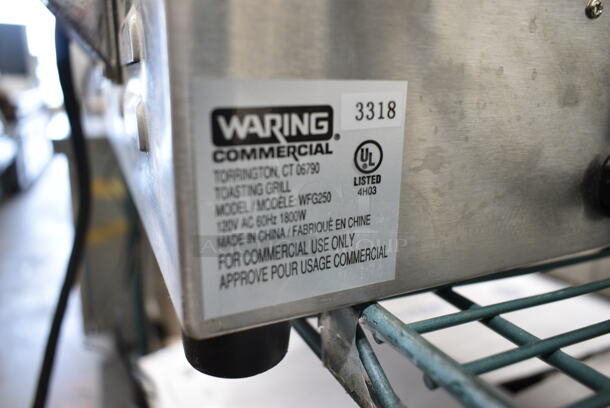 WARING
COMMERCIAL
3318
TORRINGTON, CT 06790
TOASTING GRILL
MODEL / MODÈLE: WFG250
120V AC 60Hz 1800W
MADE IN CHINA / FABRIQUÉ EN CHINE
FOR COMMERCIAL USE ONLY
APPROVE POUR USAGE COMMERCIAL
UL
LISTED
4H03